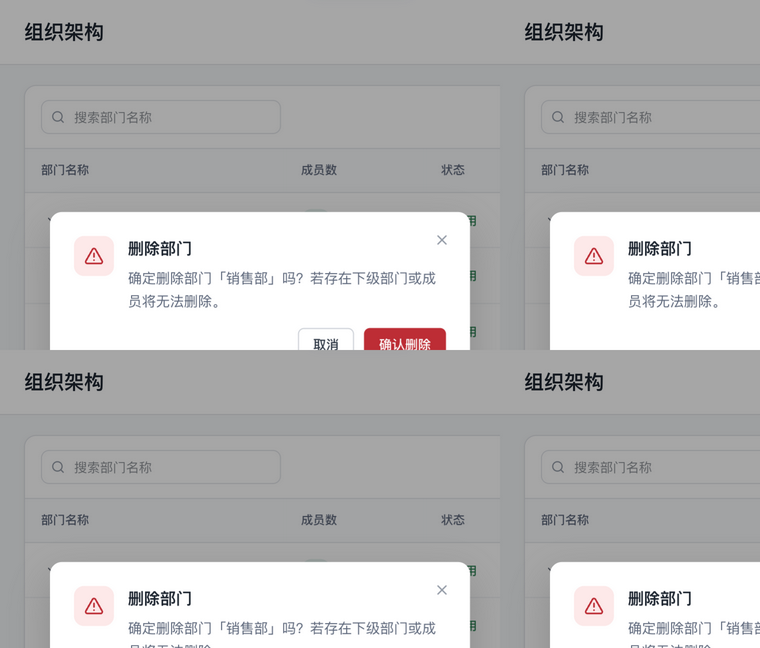 组织架构
搜索部门名称
部门名称 成员数 状态
用
删除部门
确定删除部门「销售部」吗？若存在下级部门或成
用
员将无法删除。
用
取消 确认删除
组织架构
搜索部门名称
部门名称
删除部门
确定删除部门「销售部
员将无法删除。
组织架构
搜索部门名称
部门名称 成员数 状态
用
删除部门
确定删除部门「销售部」吗？若存在下级部门或成
用
组织架构
搜索部门名称
部门名称
删除部门
确定删除部门「销售部